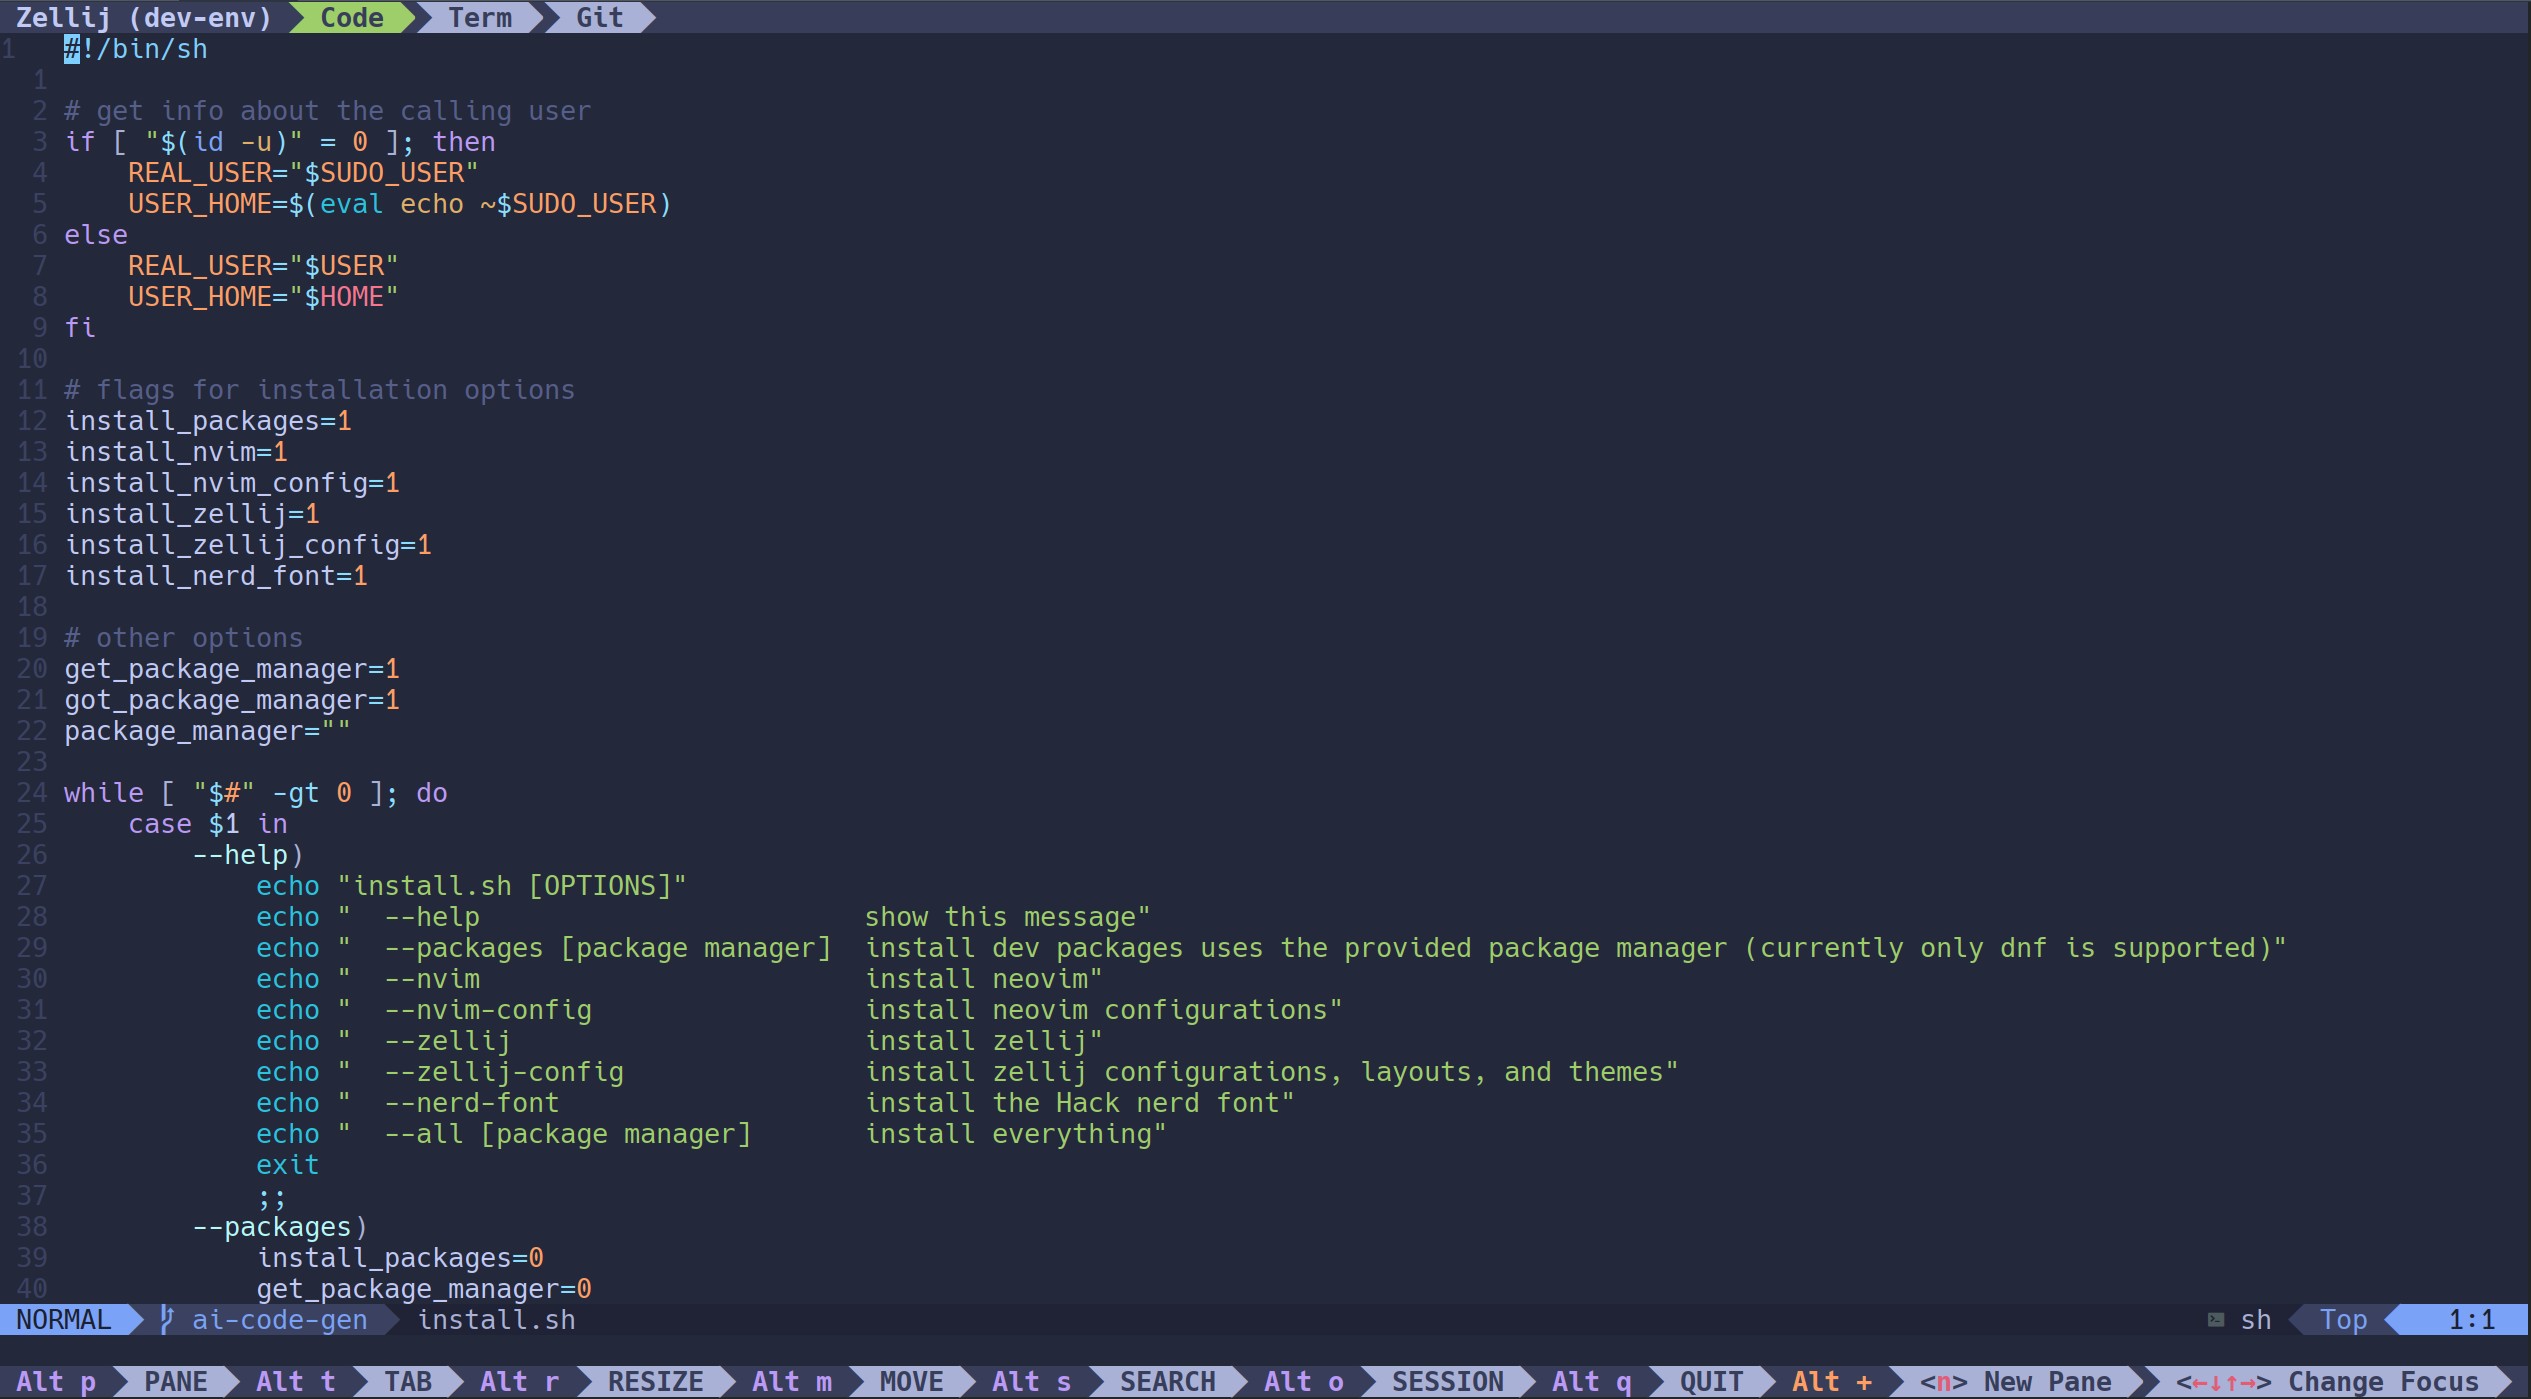 Zellij (dev-env) Code Term Git
1 #!/bin/sh
1
2 # get info about the calling user
3 if [ "$(id -u)" = 0 ]; then
4 REAL_USER="$SUDO_USER"
5 USER_HOME=$(eval echo ~$SUDO_USER)
6 else
7 REAL_USER="$USER"
8 USER_HOME="$HOME"
9 fi
10
11 # flags for installation options
12 install_packages=1
13 install_nvim=1
14 install_nvim_config=1
15 install_zellij=1
16 install_zellij_config=1
17 install_nerd_font=1
18
19 # other options
20 get_package_manager=1
21 got_package_manager=1
22 package_manager=""
23
24 while [ "$#" -gt 0 ]; do
25 case $1 in
26 --help)
27 echo "install.sh [OPTIONS]"
28 echo "  --help                        show this message"
29 echo "  --packages [package manager]  install dev packages uses the provided package manager (currently only dnf is supported)"
30 echo "  --nvim                        install neovim"
31 echo "  --nvim-config                 install neovim configurations"
32 echo "  --zellij                      install zellij"
33 echo "  --zellij-config               install zellij configurations, layouts, and themes"
34 echo "  --nerd-font                   install the Hack nerd font"
35 echo "  --all [package manager]       install everything"
36 exit
37 ;;
38 --packages)
39 install_packages=0
40 get_package_manager=0
NORMAL ai-code-gen install.sh sh Top 1:1
Alt p PANE Alt t TAB Alt r RESIZE Alt m MOVE Alt s SEARCH Alt o SESSION Alt q QUIT Alt + <n> New Pane <←↓↑→> Change Focus